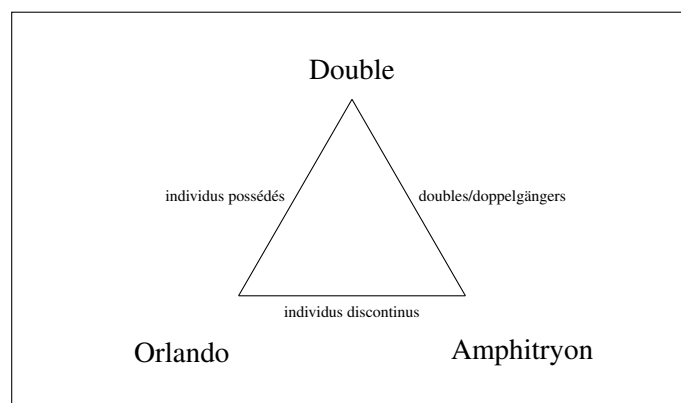 Double
individus possédés
doubles/doppelgängers
individus discontinus
Orlando
Amphitryon